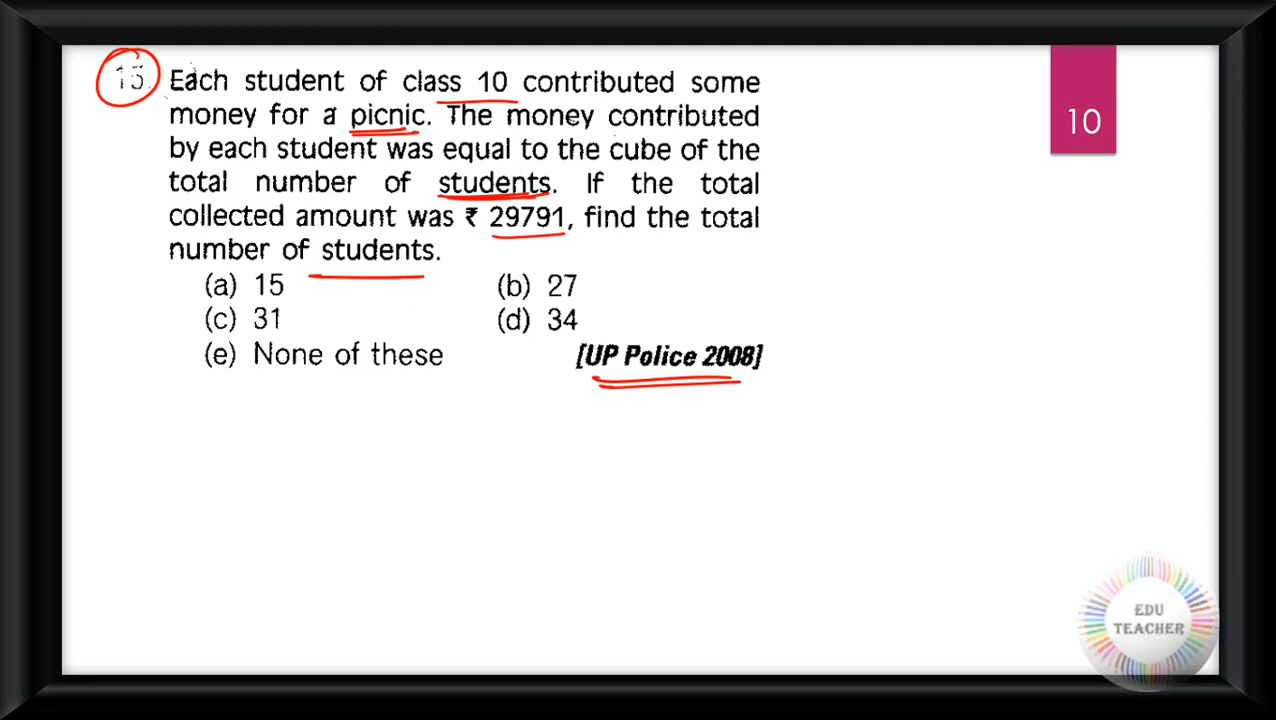 15. Each student of class 10 contributed some
money for a picnic. The money contributed
by each student was equal to the cube of the
total number of students. If the total
collected amount was ₹ 29791, find the total
number of students.
(a) 15 (b) 27
(c) 31 (d) 34
(e) None of these [UP Police 2008]
10
EDU
TEACHER